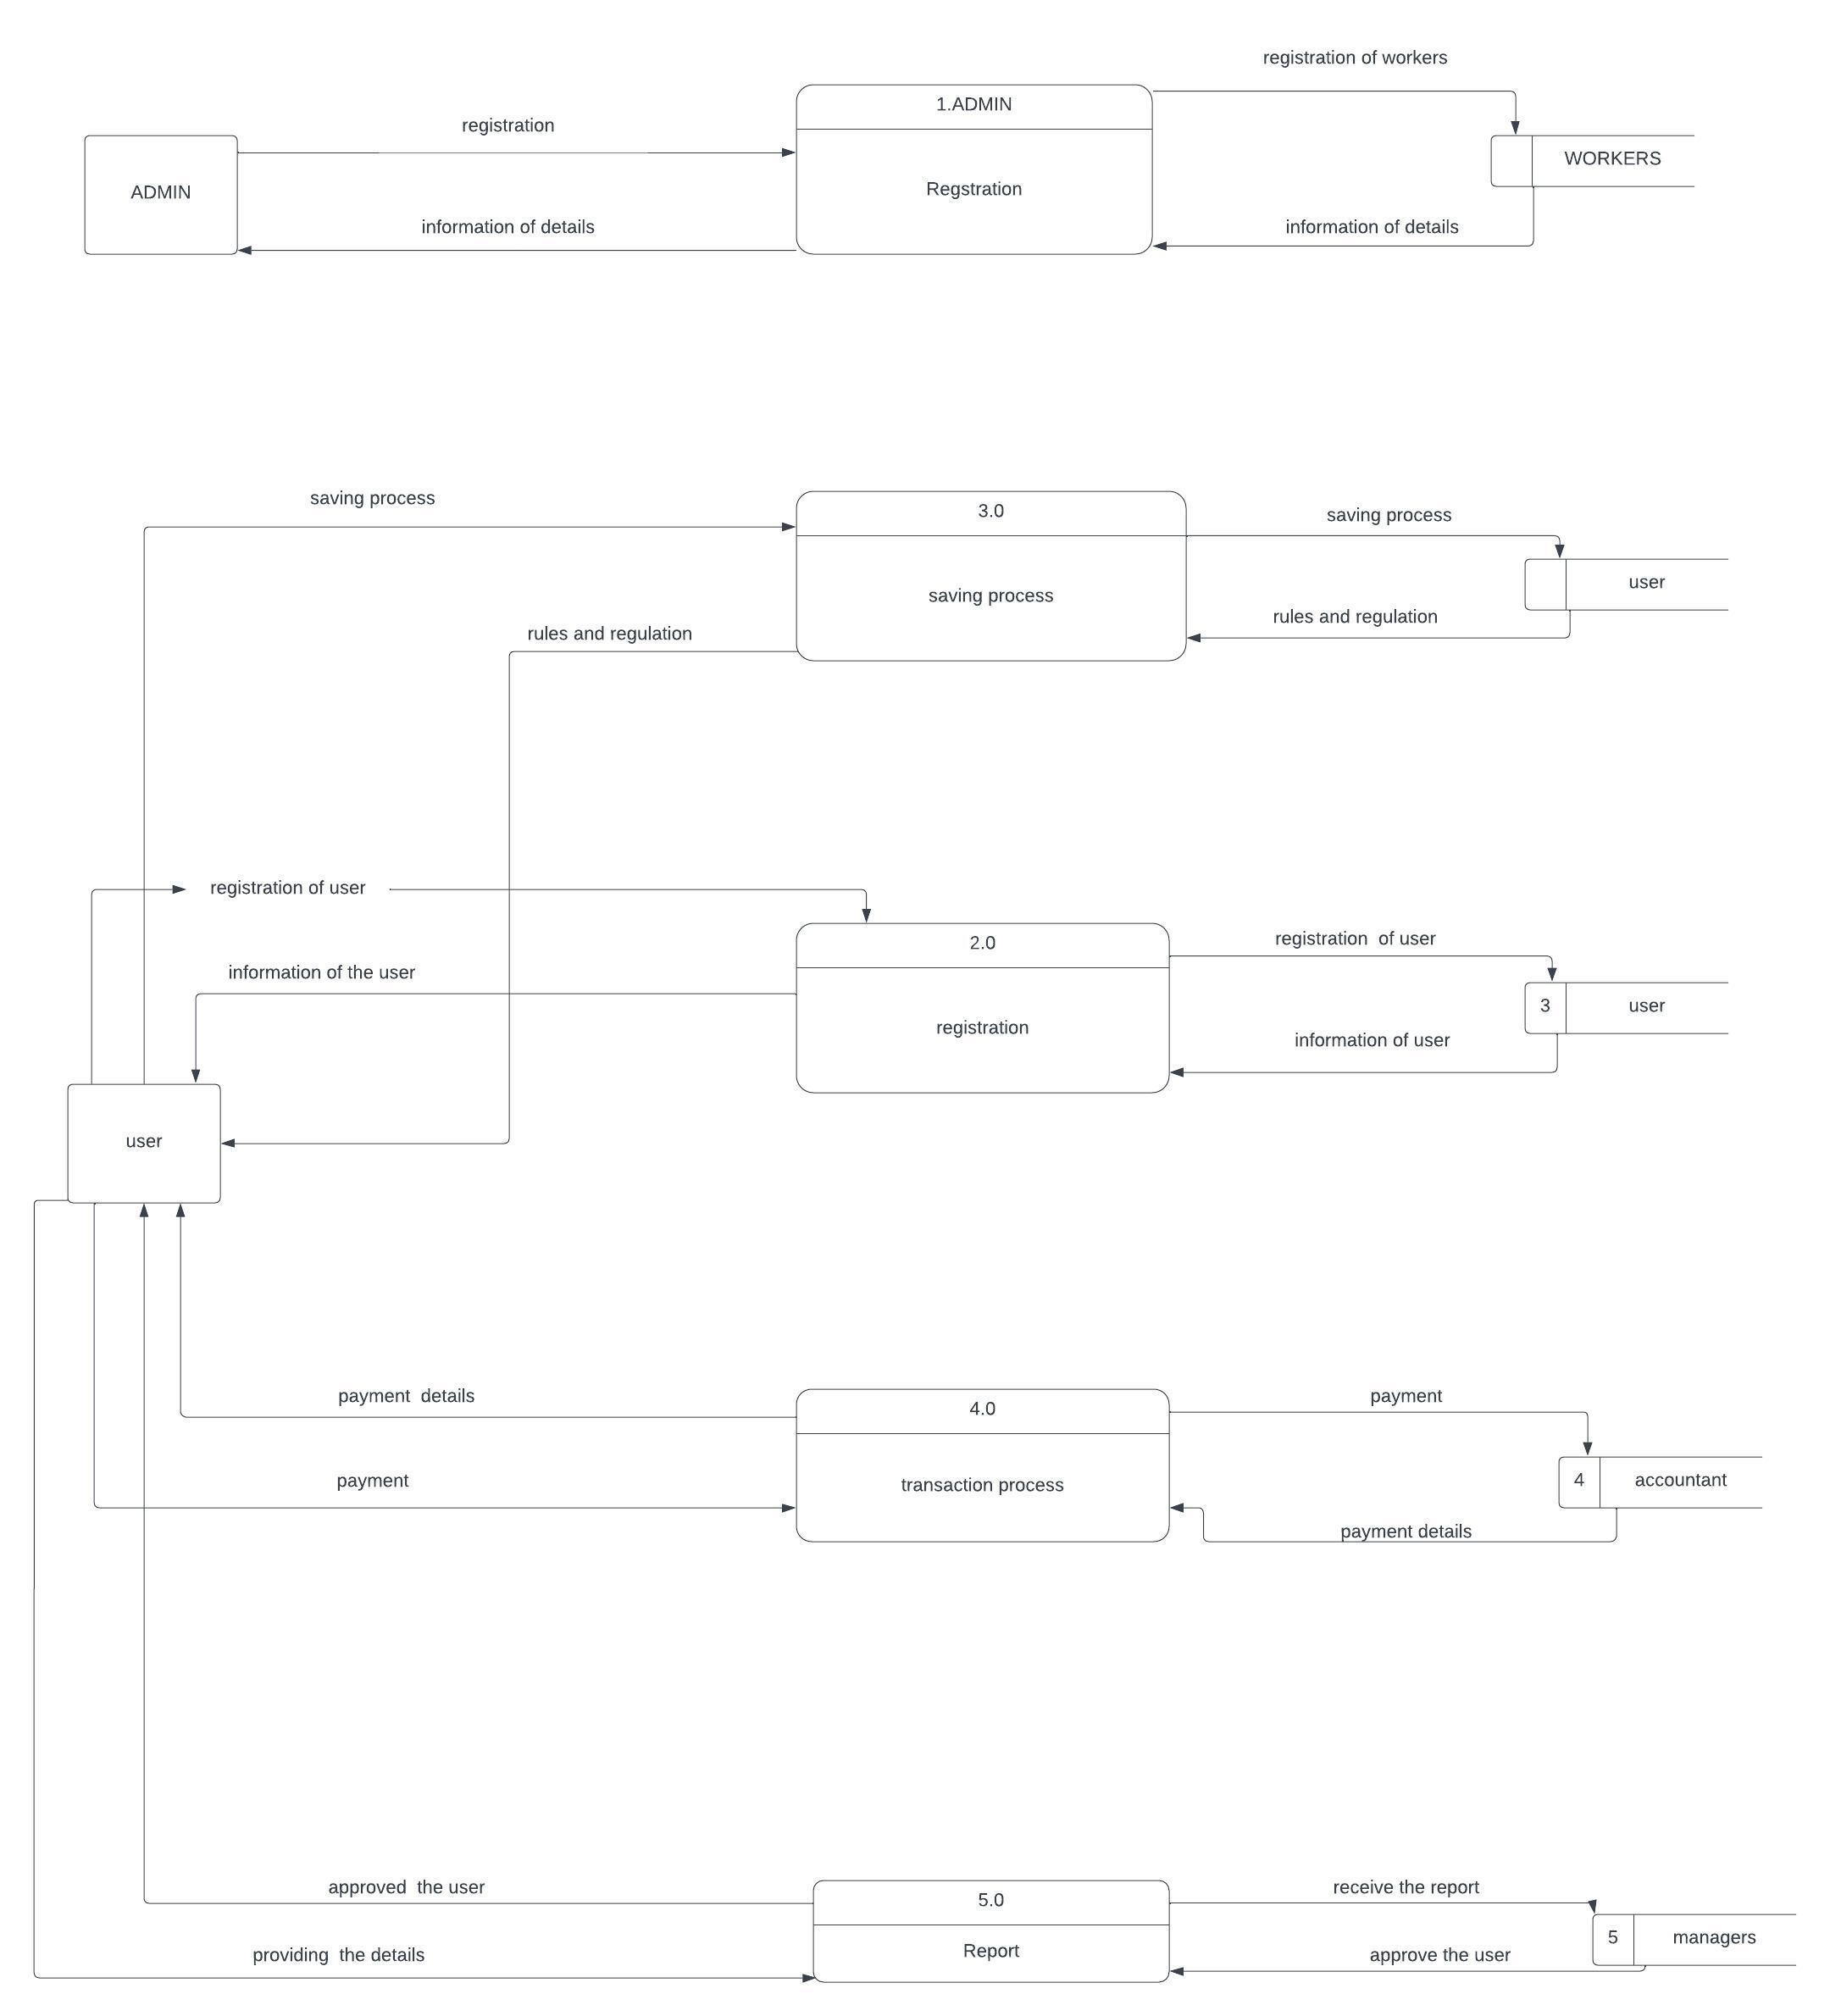 registration of workers
1.ADMIN
registration
WORKERS
ADMIN
Regstration
information of details
information of details
saving process
3.0
saving process
user
saving process
rules and regulation
rules and regulation
registration of user
2.0
registration  of user
information of the user
3
user
registration
information of user
user
payment  details
4.0
payment
payment
transaction process
4
accountant
payment details
approved  the user
5.0
receive the report
5
managers
Report
providing  the details
approve the user